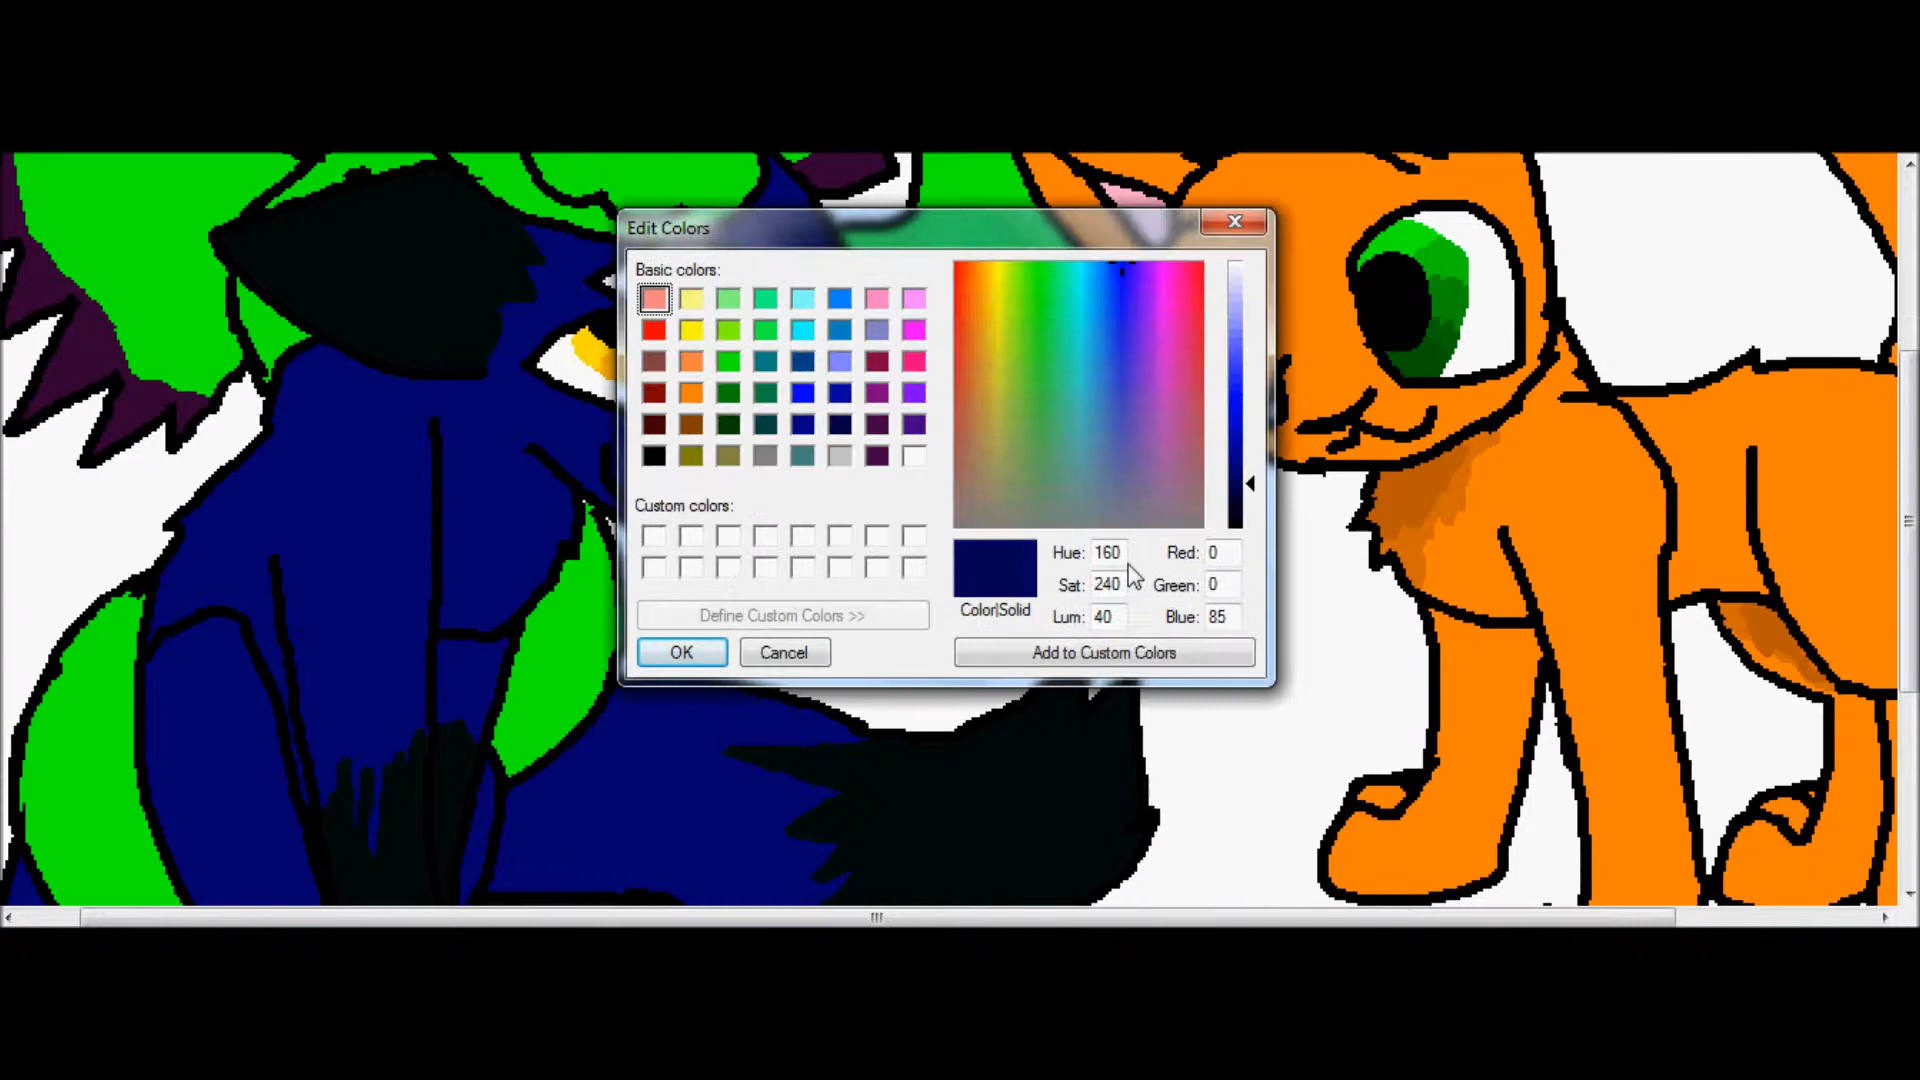 Edit Colors
Basic colors:
Custom colors:
Define Custom Colors >>
OK
Cancel
Color|Solid
Hue: 160
Sat: 240
Lum: 40
Red: 0
Green: 0
Blue: 85
Add to Custom Colors